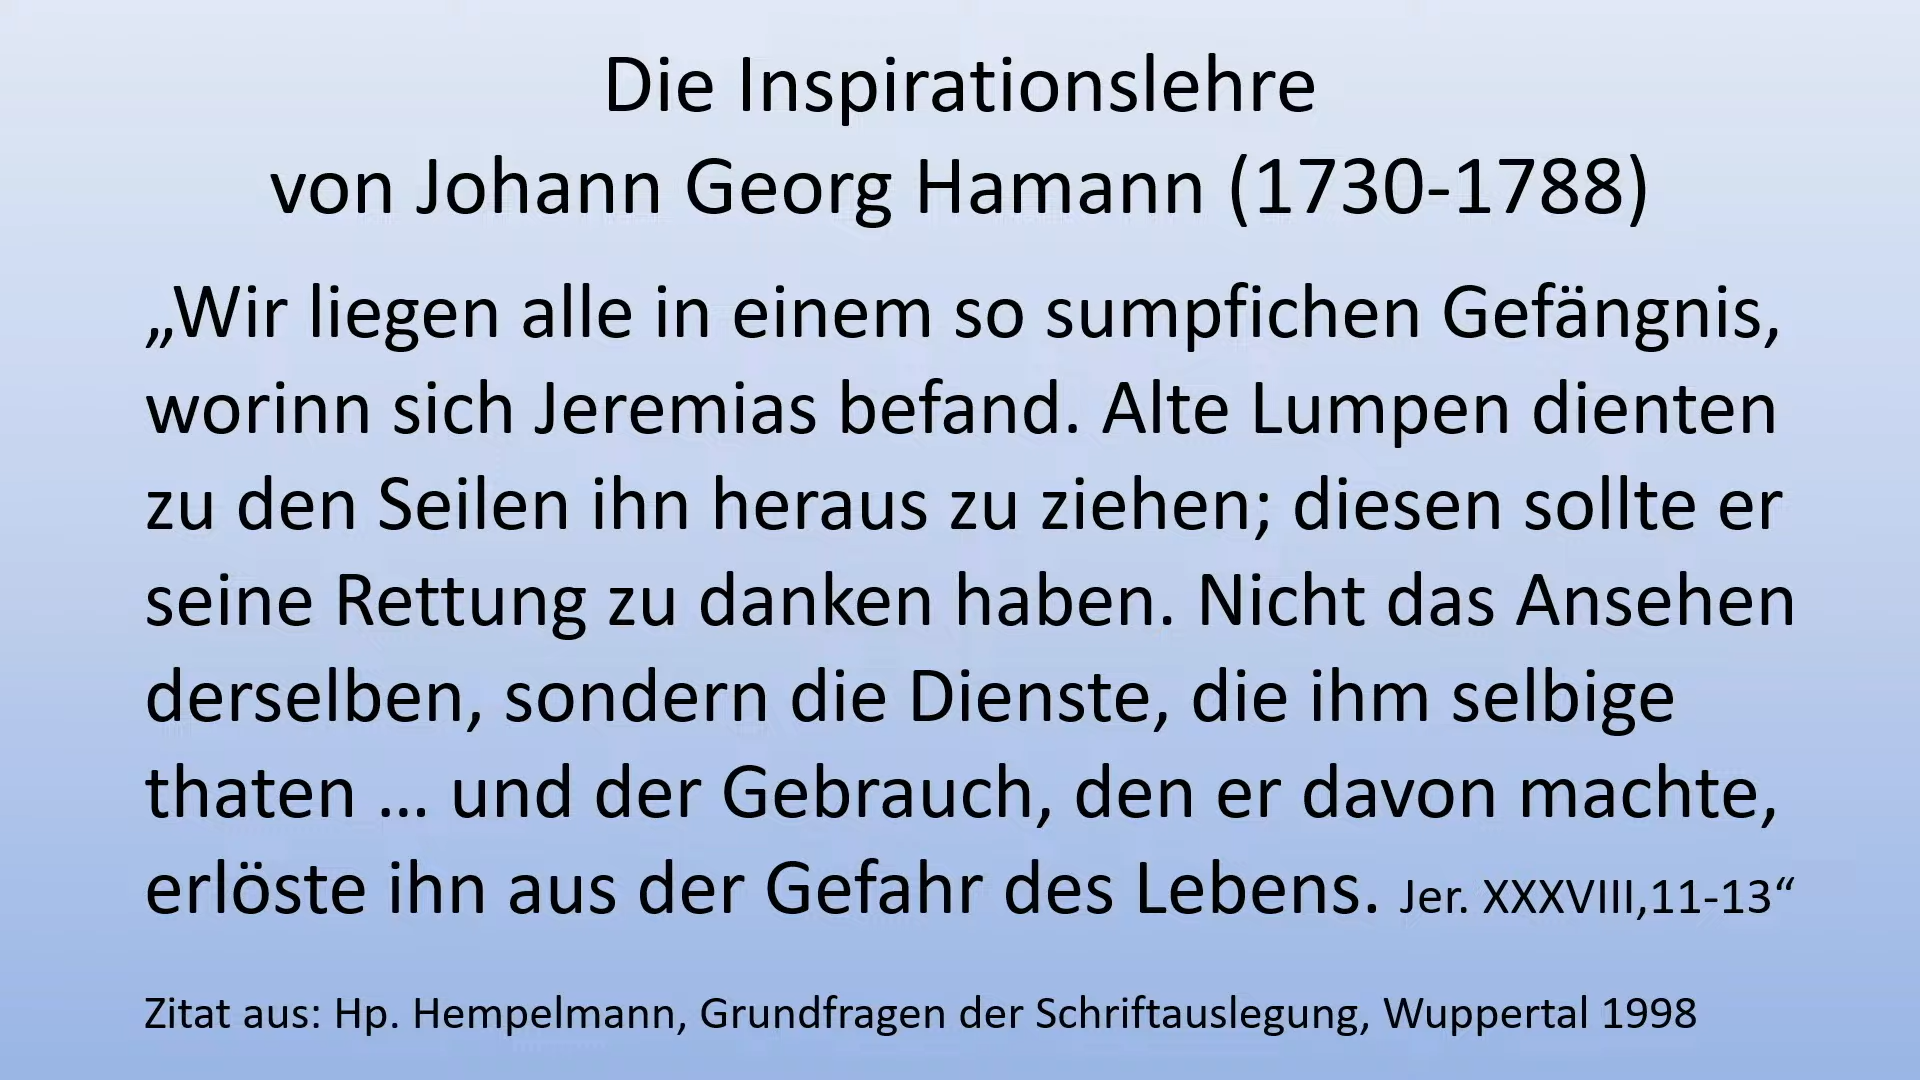 Die Inspirationslehre
von Johann Georg Hamann (1730-1788)
„Wir liegen alle in einem so sumpfichen Gefängnis,
worinn sich Jeremias befand. Alte Lumpen dienten
zu den Seilen ihn heraus zu ziehen; diesen sollte er
seine Rettung zu danken haben. Nicht das Ansehen
derselben, sondern die Dienste, die ihm selbige
thaten … und der Gebrauch, den er davon machte,
erlöste ihn aus der Gefahr des Lebens. Jer. XXXVIII,11-13“
Zitat aus: Hp. Hempelmann, Grundfragen der Schriftauslegung, Wuppertal 1998